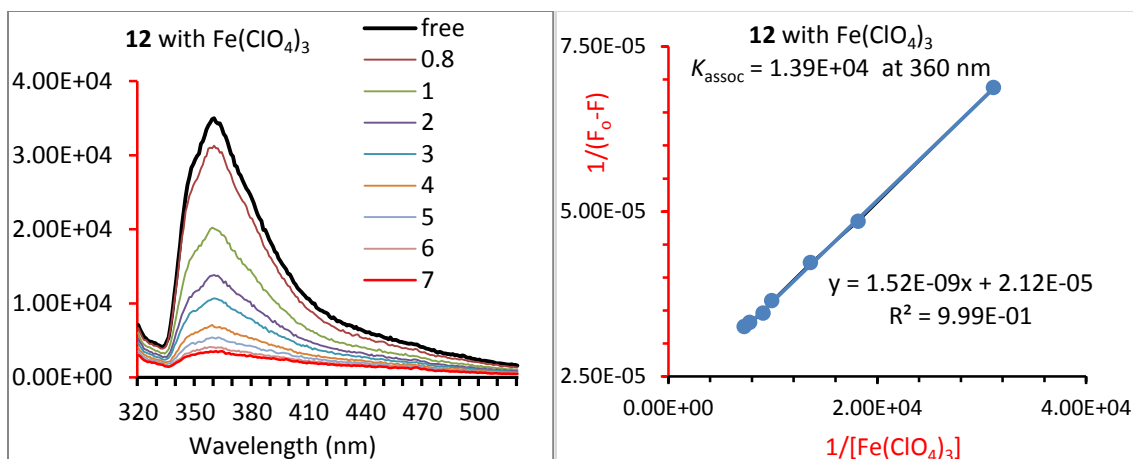 12 with Fe(ClO4)3
free
0.8
1
2
3
4
5
6
7
4.00E+04
3.00E+04
2.00E+04
1.00E+04
0.00E+00
320 350 380 410 440 470 500
Wavelength (nm)
12 with Fe(ClO4)3
Kassoc = 1.39E+04 at 360 nm
7.50E-05
5.00E-05
2.50E-05
1/(Fo-F)
y = 1.52E-09x + 2.12E-05
R² = 9.99E-01
0.00E+00 2.00E+04 4.00E+04
1/[Fe(ClO4)3]